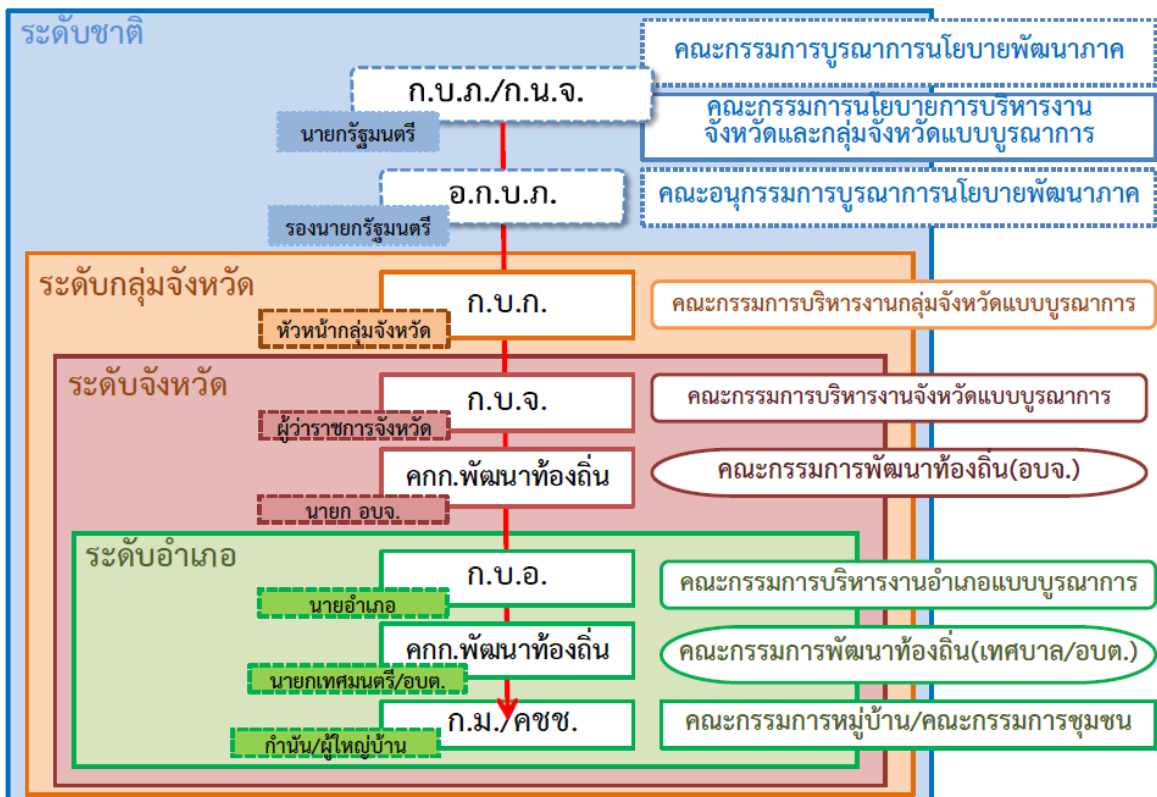 ระดับชาติ
คณะกรรมการบูรณาการนโยบายพัฒนาภาค
ก.บ.ภ./ก.น.จ.
นายกรัฐมนตรี
คณะกรรมการนโยบายการบริหารงาน
จังหวัดและกลุ่มจังหวัดแบบบูรณาการ
อ.ก.บ.ภ.
รองนายกรัฐมนตรี
คณะอนุกรรมการบูรณาการนโยบายพัฒนาภาค
ระดับกลุ่มจังหวัด
ก.บ.ก.
หัวหน้ากลุ่มจังหวัด
คณะกรรมการบริหารงานกลุ่มจังหวัดแบบบูรณาการ
ระดับจังหวัด
ก.บ.จ.
ผู้ว่าราชการจังหวัด
คณะกรรมการบริหารงานจังหวัดแบบบูรณาการ
คกก.พัฒนาท้องถิ่น
นายก อบจ.
คณะกรรมการพัฒนาท้องถิ่น(อบจ.)
ระดับอำเภอ
ก.บ.อ.
นายอำเภอ
คณะกรรมการบริหารงานอำเภอแบบบูรณาการ
คกก.พัฒนาท้องถิ่น
นายกเทศมนตรี/อบต.
คณะกรรมการพัฒนาท้องถิ่น(เทศบาล/อบต.)
ก.ม./คชช.
กำนัน/ผู้ใหญ่บ้าน
คณะกรรมการหมู่บ้าน/คณะกรรมการชุมชน